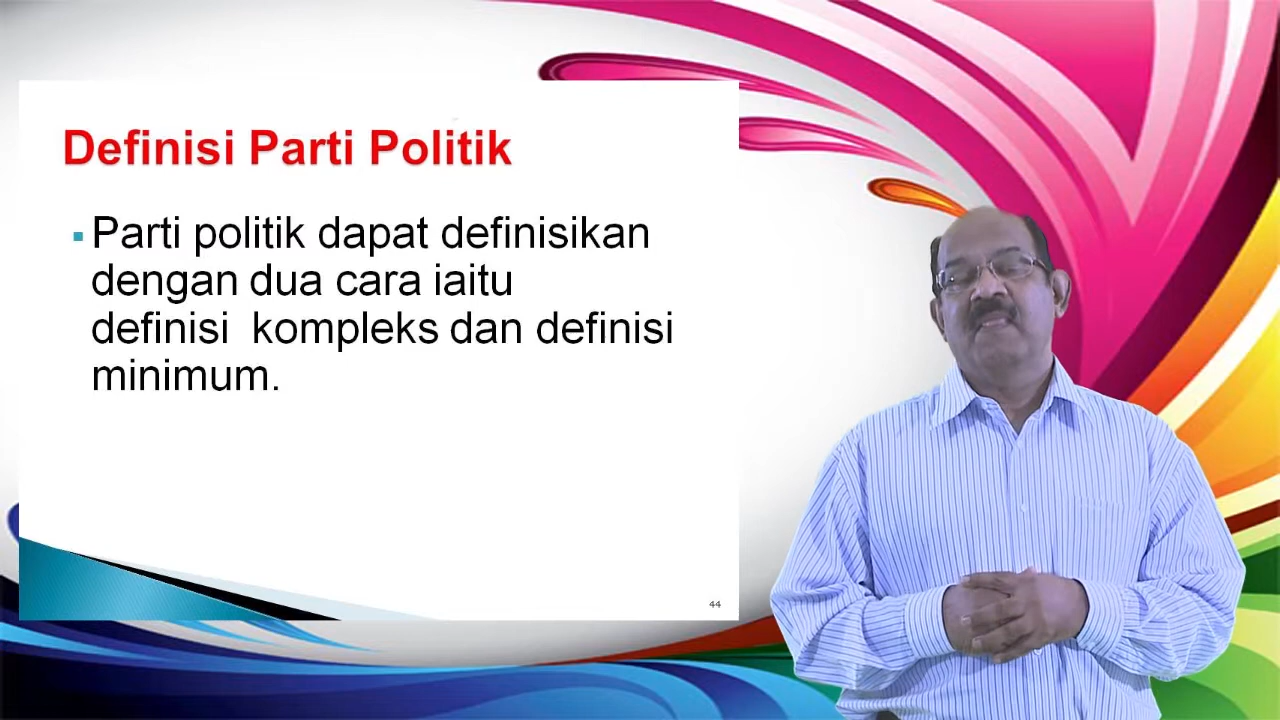 Definisi Parti Politik
Parti politik dapat definisikan
dengan dua cara iaitu
definisi  kompleks dan definisi
minimum.
44